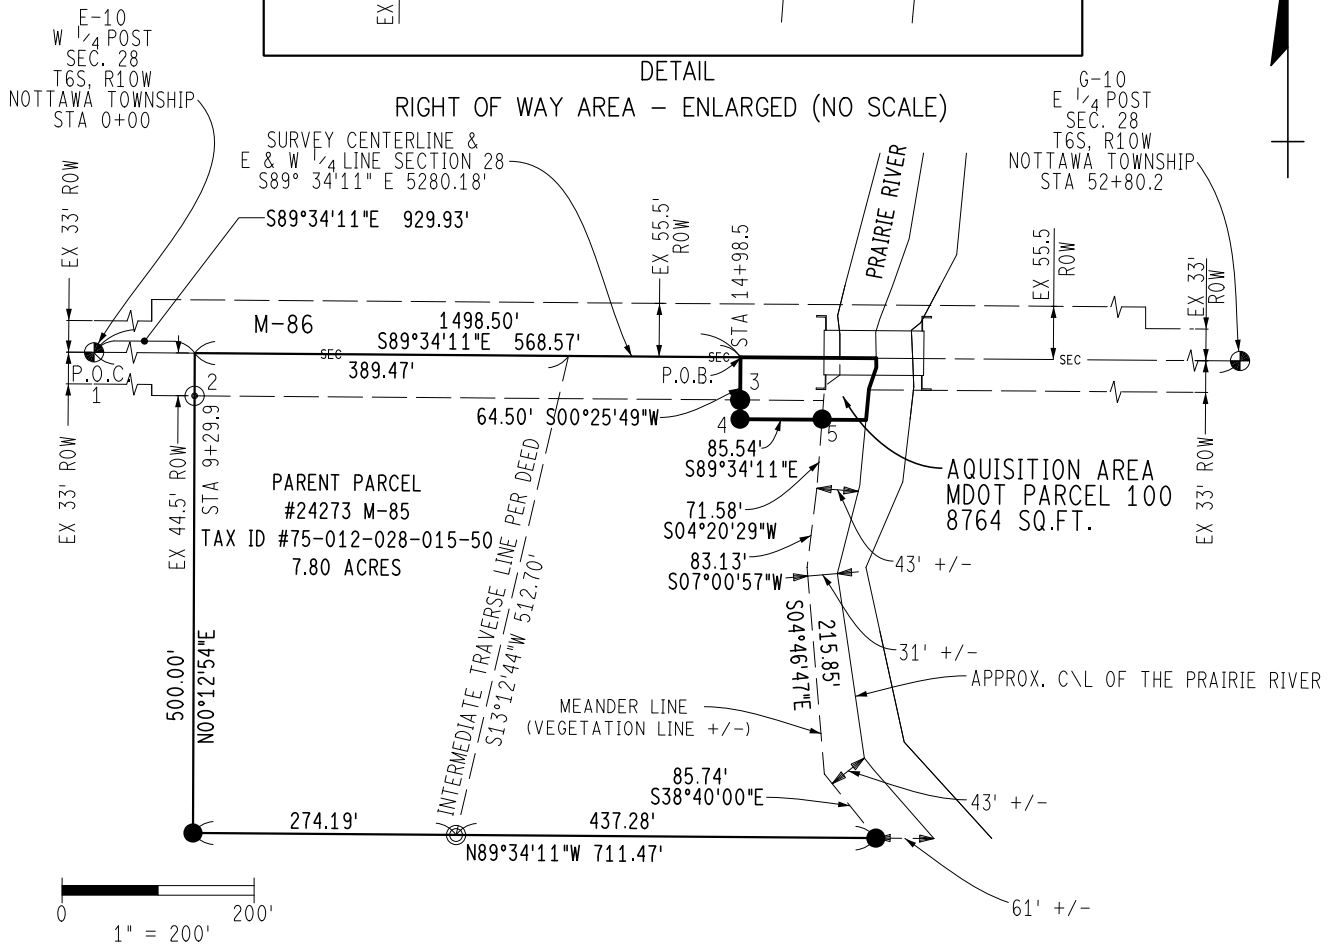 EX
DETAIL
RIGHT OF WAY AREA – ENLARGED (NO SCALE)
E-10
W 1/4 POST
SEC. 28
T6S, R10W
NOTTAWA TOWNSHIP
STA 0+00
SURVEY CENTERLINE &
E & W 1/4 LINE SECTION 28
S89° 34'11" E 5280.18'
S89°34'11"E 929.93'
G-10
E 1/4 POST
SEC. 28
T6S, R10W
NOTTAWA TOWNSHIP
STA 52+80.2
EX 33' ROW
EX 55.5'
ROW
STA 14+98.5
PRAIRIE RIVER
EX 55.5
ROW
EX 33'
ROW
M-86
1498.50'
S89°34'11"E 568.57'
389.47'
SEC
SEC
SEC
P.O.C.
1
2
P.O.B.
3
64.50' S00°25'49"W
4
5
85.54'
S89°34'11"E
EX 33' ROW
EX 44.5' ROW
STA 9+29.9
EX 33' ROW
PARENT PARCEL
#24273 M-85
TAX ID #75-012-028-015-50
7.80 ACRES
INTERMEDIATE TRAVERSE LINE PER DEED
S13°12'44"W 512.70'
AQUISITION AREA
MDOT PARCEL 100
8764 SQ.FT.
71.58'
S04°20'29"W
83.13'
S07°00'57"W
43' +/-
31' +/-
215.85'
S04°46'47"E
APPROX. C\L OF THE PRAIRIE RIVER
500.00'
N00°12'54"E
MEANDER LINE
(VEGETATION LINE +/-)
85.74'
S38°40'00"E
43' +/-
274.19'
437.28'
N89°34'11"W 711.47'
61' +/-
0
200'
1" = 200'